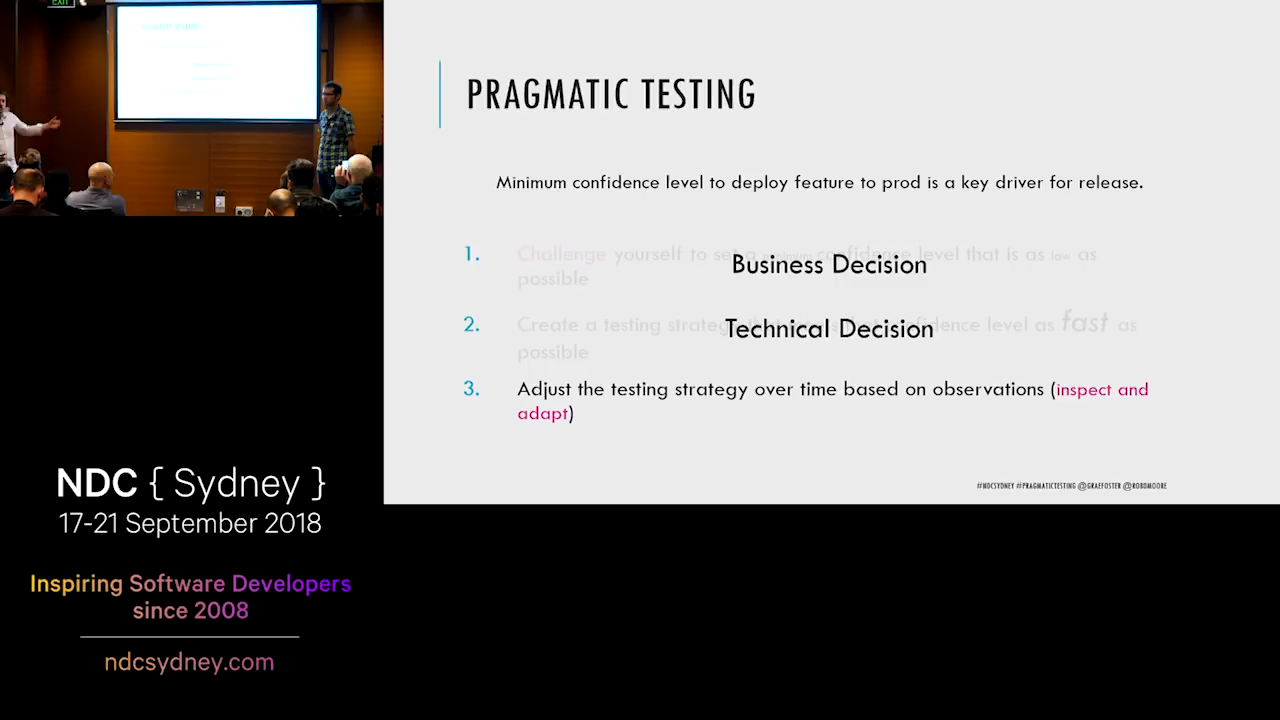 EXIT
PRAGMATIC TESTING
Minimum confidence level to deploy feature to prod is a key driver for release.
1. Challenge yourself to set a minimum confidence level that is as low as
possible
Business Decision
2. Create a testing strategy confidence level as fast as
possible
Technical Decision
3. Adjust the testing strategy over time based on observations (inspect and
adapt)
#NDCSYDNEY #PRAGMATICTESTING @GRAEFOSTER @ROBDMOORE
NDC { Sydney }
17-21 September 2018
Inspiring Software Developers
since 2008
ndcsydney.com